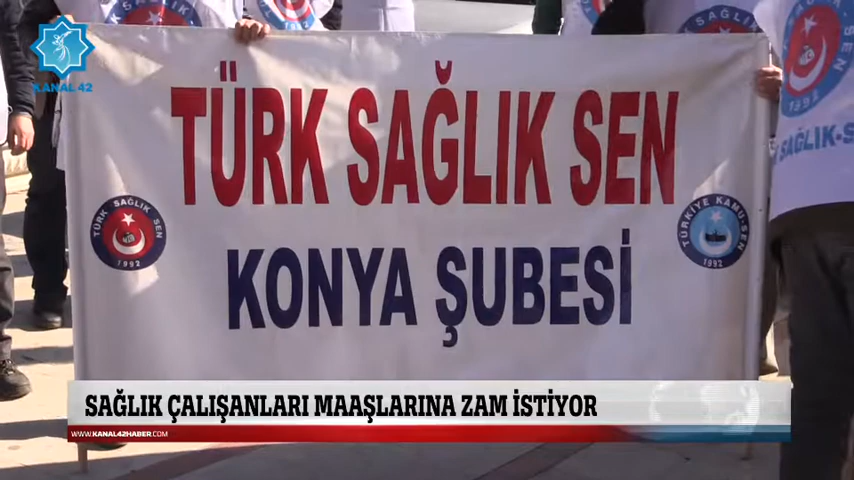 KANAL 42
TÜRK SAĞLIK SEN
KONYA ŞUBESİ
TÜRK SAĞLIK SEN
1992
TÜRKİYE KAMU-SEN
1992
SAĞLIK-S
SAĞLIK ÇALIŞANLARI MAAŞLARINA ZAM İSTİYOR
WWW.KANAL42HABER.COM